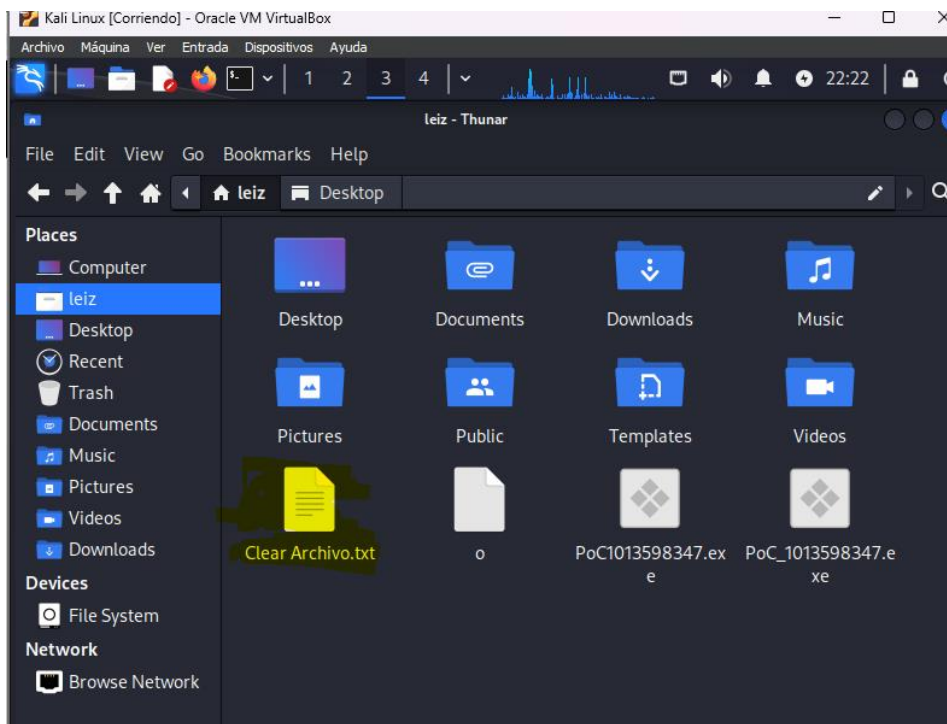 Kali Linux [Corriendo] - Oracle VM VirtualBox
Archivo Máquina Ver Entrada Dispositivos Ayuda
1 2 3 4 22:22
leiz - Thunar
File Edit View Go Bookmarks Help
leiz Desktop
Places
Computer
leiz
Desktop
Recent
Trash
Documents
Music
Pictures
Videos
Downloads
Devices
File System
Network
Browse Network
Desktop Documents Downloads Music
Pictures Public Templates Videos
Clear Archivo.txt o PoC1013598347.ex PoC_1013598347.e
e xe